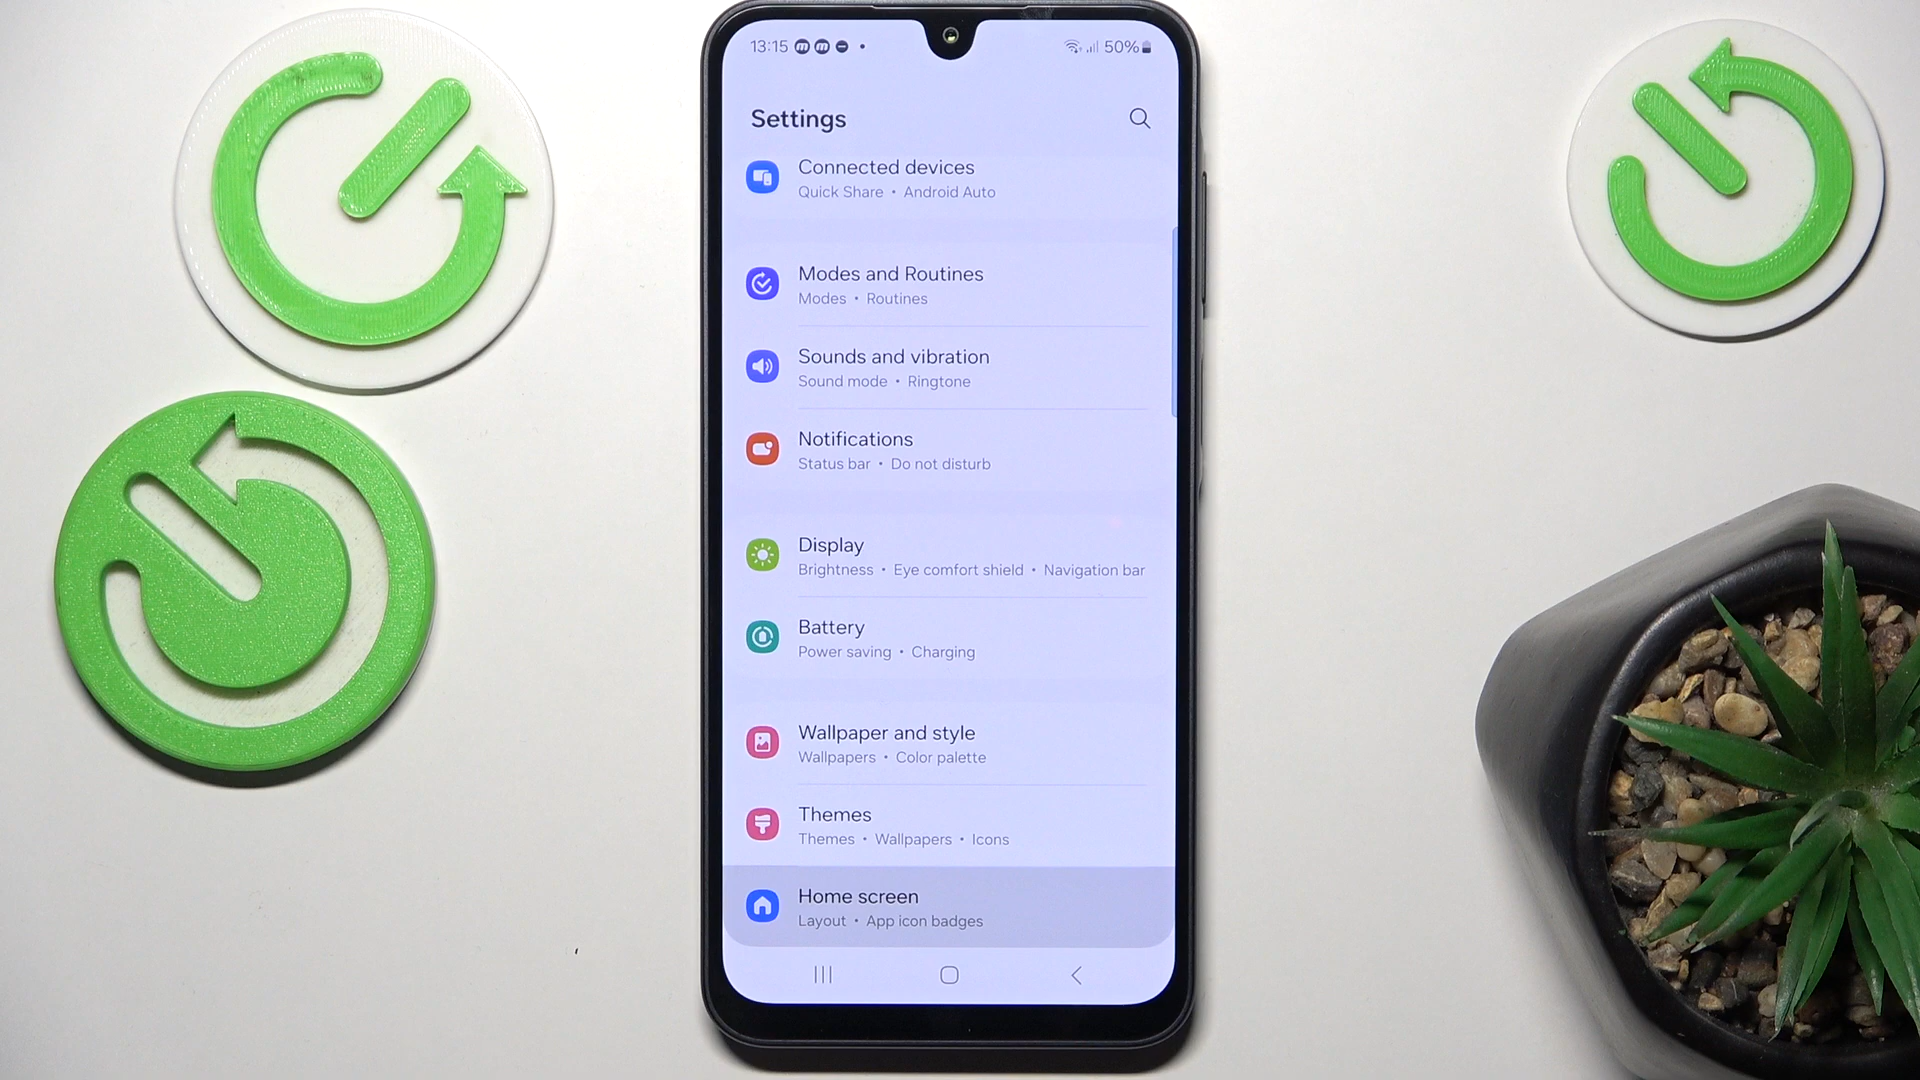 13:15 50%
Settings
Connected devices
Quick Share • Android Auto
Modes and Routines
Modes • Routines
Sounds and vibration
Sound mode • Ringtone
Notifications
Status bar • Do not disturb
Display
Brightness • Eye comfort shield • Navigation bar
Battery
Power saving • Charging
Wallpaper and style
Wallpapers • Color palette
Themes
Themes • Wallpapers • Icons
Home screen
Layout • App icon badges